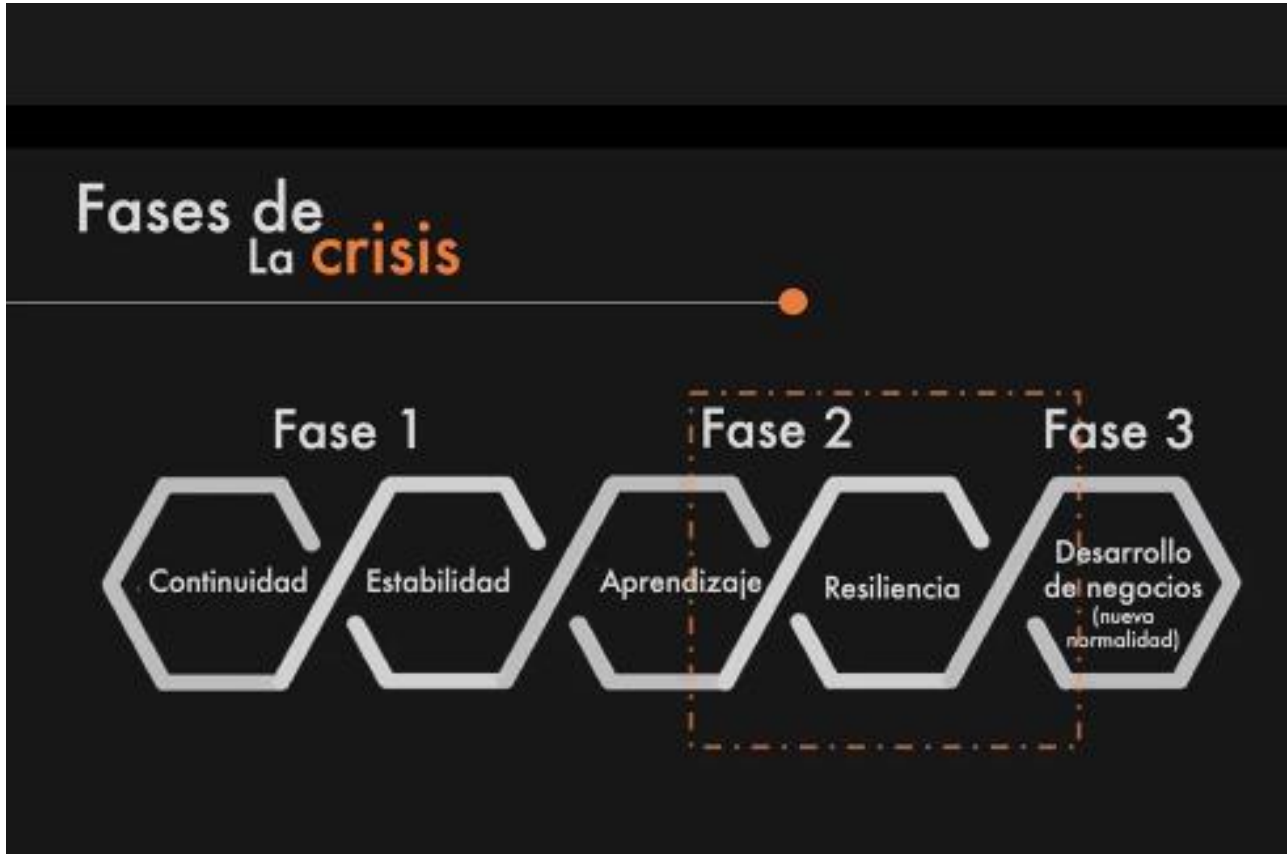 Fases de
La crisis
Fase 1
Fase 2
Fase 3
Continuidad
Estabilidad
Aprendizaje
Resiliencia
Desarrollo
de negocios
(nueva
normalidad)